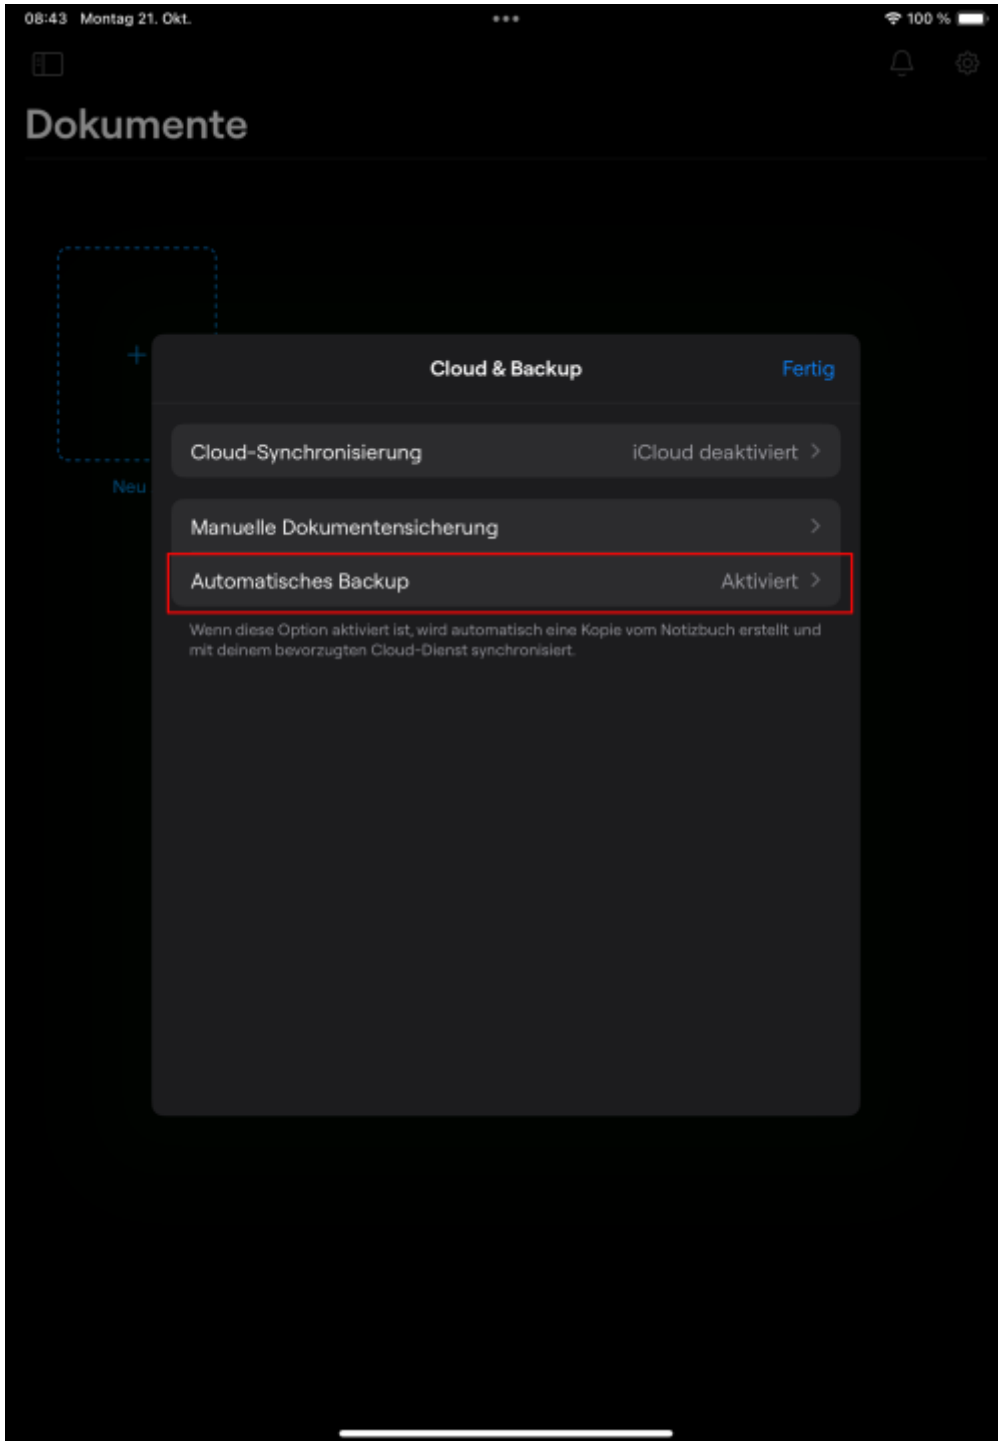 08:43 Montag 21. Okt.
100 %
Dokumente
Cloud & Backup
Fertig
Cloud-Synchronisierung
iCloud deaktiviert
Neu
Manuelle Dokumentensicherung
Automatisches Backup
Aktiviert
Wenn diese Option aktiviert ist, wird automatisch eine Kopie vom Notizbuch erstellt und
mit deinem bevorzugten Cloud-Dienst synchronisiert.